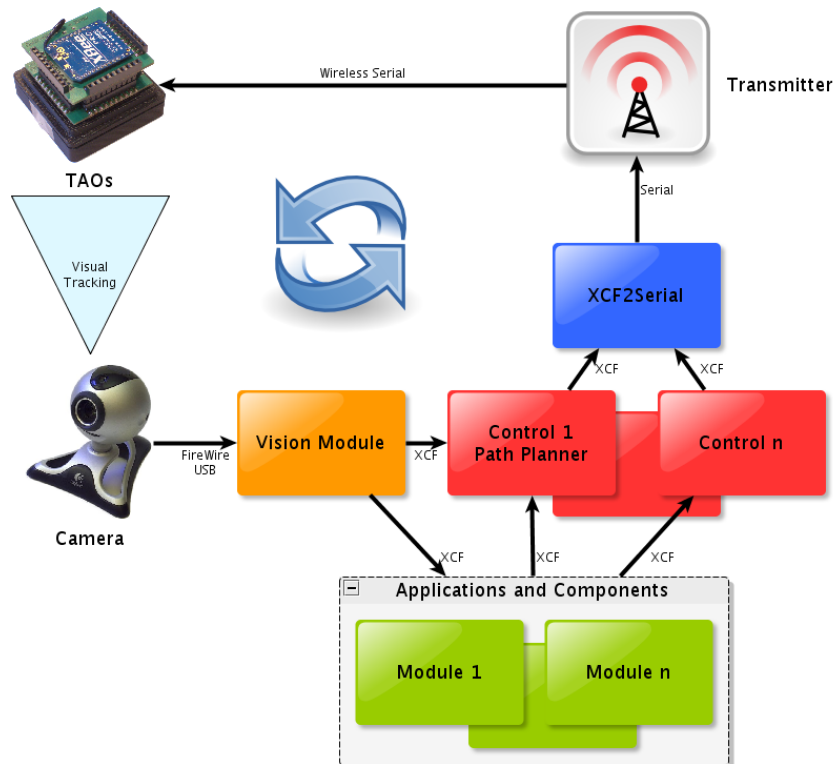 XBee
Wireless Serial
Transmitter
TAOs
Serial
Visual
Tracking
XCF2Serial
XCF
XCF
Vision Module
Control 1
Path Planner
Control n
FireWire
USB
XCF
Camera
XCF
XCF
XCF
Applications and Components
Module 1
Module n